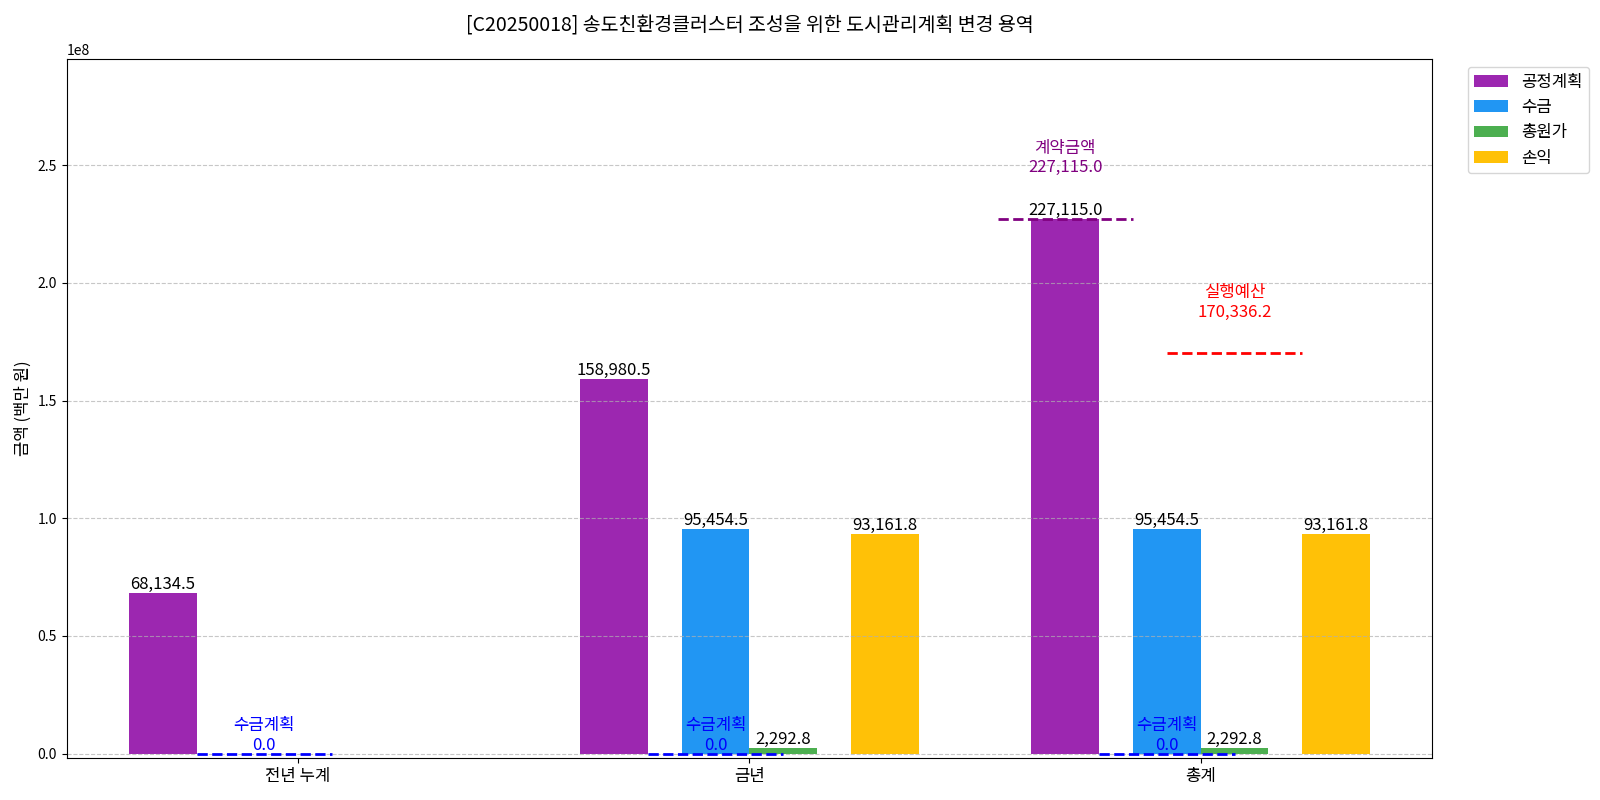 [C20250018] 송도친환경클러스터 조성을 위한 도시관리계획 변경 용역
1e8
공정계획
수금
총원가
손익
금액 (백만 원)
2.5
2.0
1.5
1.0
0.5
0.0
계약금액
227,115.0
227,115.0
실행예산
170,336.2
158,980.5
95,454.5
93,161.8
95,454.5
93,161.8
68,134.5
수금계획
0.0
수금계획
0.0
2,292.8
수금계획
0.0
2,292.8
전년 누계
금년
총계